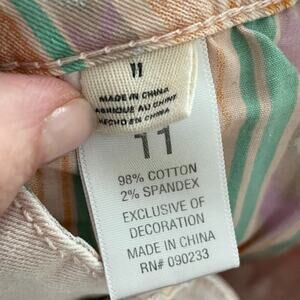 11
MADE IN CHINA
FABRIQUE AU CHINE
HECHO EN CHINA
11
98% COTTON
2% SPANDEX
EXCLUSIVE OF
DECORATION
MADE IN CHINA
RN# 090233